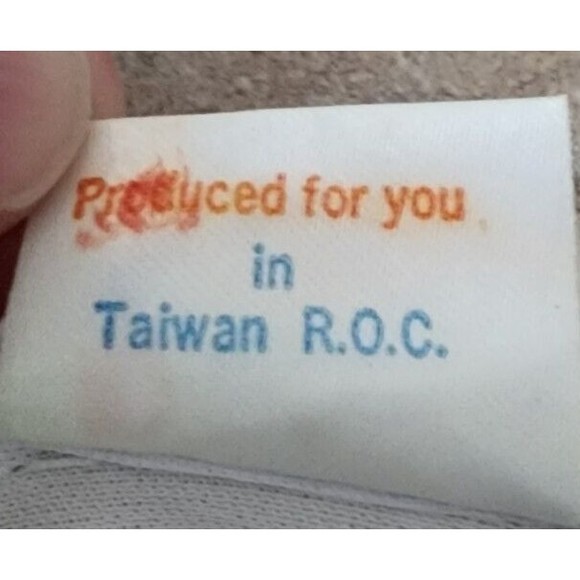 Produced for you
in
Taiwan R.O.C.